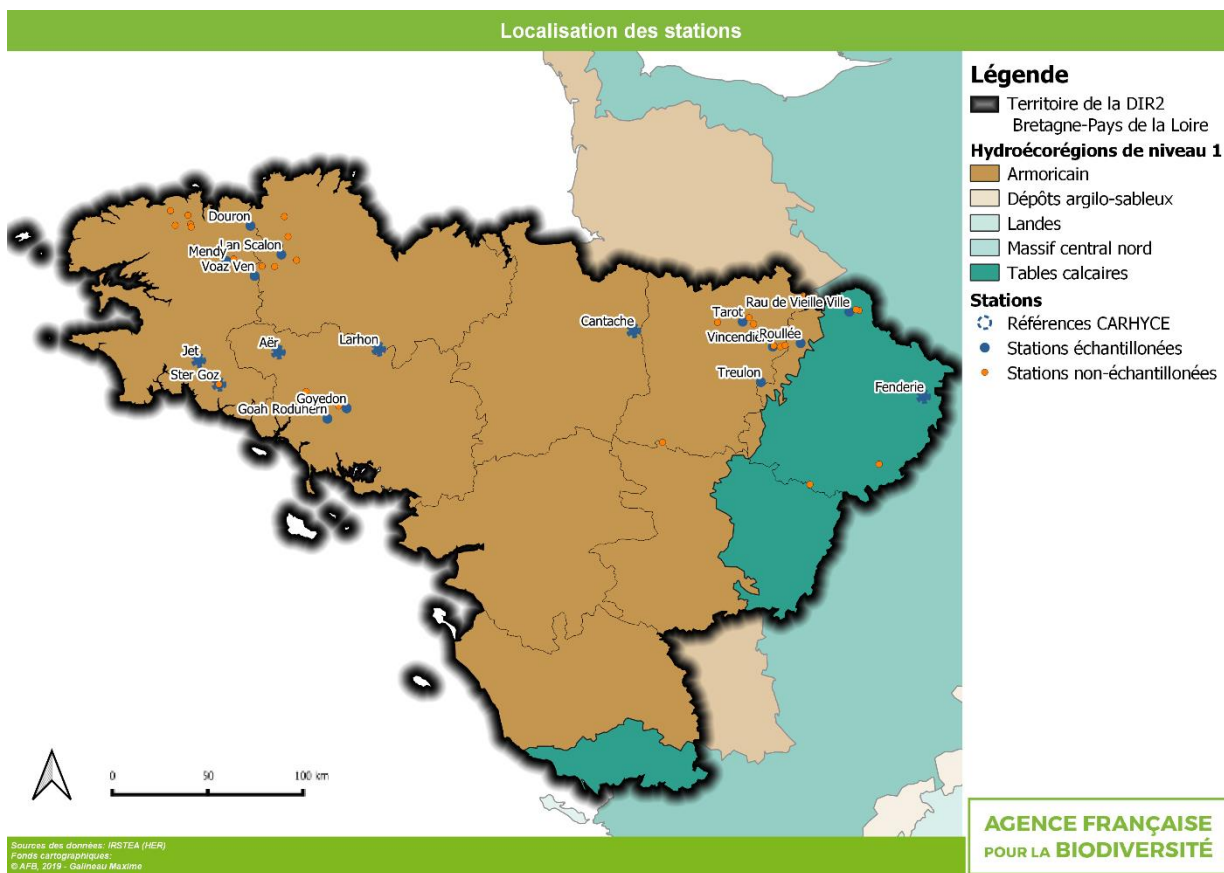 Localisation des stations
Légende
Territoire de la DIR2
Bretagne-Pays de la Loire
Hydroécorégions de niveau 1
Armoricain
Dépôts argilo-sableux
Landes
Massif central nord
Tables calcaires
Stations
Références CARHYCE
Stations échantillonées
Stations non-échantillonées
Douron
Lan Scalon
Mendy
Voaz Ven
Jet
Aër
Larhon
Ster Goz
Goyedon
Goah Roduhern
Cantache
Rau de Vieille Ville
Tarot
Vincendière
Roullée
Treulon
Fenderie
0 50 100 km
Sources des données: IRSTEA (HER)
Fonds cartographiques:
© AFB, 2019 - Galineau Maxime
AGENCE FRANÇAISE
POUR LA BIODIVERSITÉ